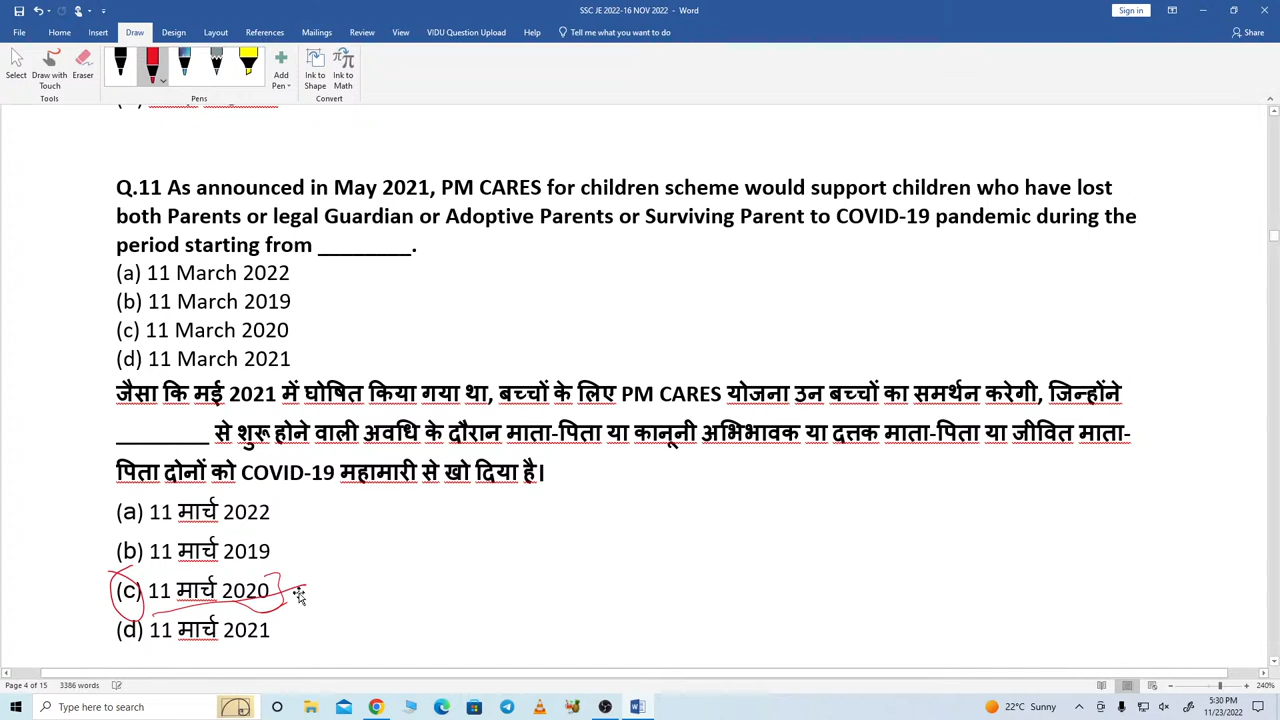 SSC JE 2022-16 NOV 2022 - Word
Sign in
File Home Insert Draw Design Layout References Mailings Review View VIDU Question Upload Help Tell me what you want to do Share
Select Draw with Touch Eraser Add Pen Ink to Shape Ink to Math
Tools Pens Convert
Q.11 As announced in May 2021, PM CARES for children scheme would support children who have lost
both Parents or legal Guardian or Adoptive Parents or Surviving Parent to COVID-19 pandemic during the
period starting from ________.
(a) 11 March 2022
(b) 11 March 2019
(c) 11 March 2020
(d) 11 March 2021
जैसा कि मई 2021 में घोषित किया गया था, बच्चों के लिए PM CARES योजना उन बच्चों का समर्थन करेगी, जिन्होंने
________ से शुरू होने वाली अवधि के दौरान माता-पिता या कानूनी अभिभावक या दत्तक माता-पिता या जीवित माता-
पिता दोनों को COVID-19 महामारी से खो दिया है।
(a) 11 मार्च 2022
(b) 11 मार्च 2019
(c) 11 मार्च 2020
(d) 11 मार्च 2021
Page 4 of 15 3386 words 240%
Type here to search 22°C Sunny 5:30 PM
11/23/2022